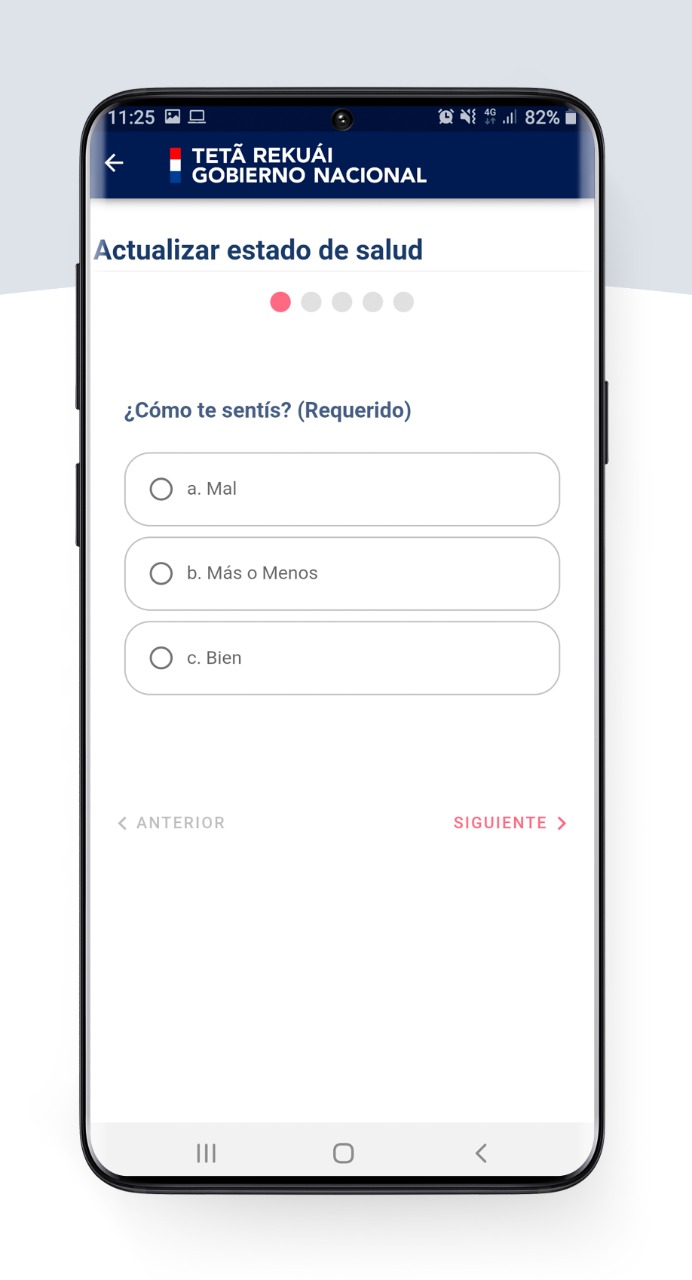 11:25
4G
82%
TETÃ REKUÁI
GOBIERNO NACIONAL
Actualizar estado de salud
¿Cómo te sentís? (Requerido)
a. Mal
b. Más o Menos
c. Bien
ANTERIOR
SIGUIENTE